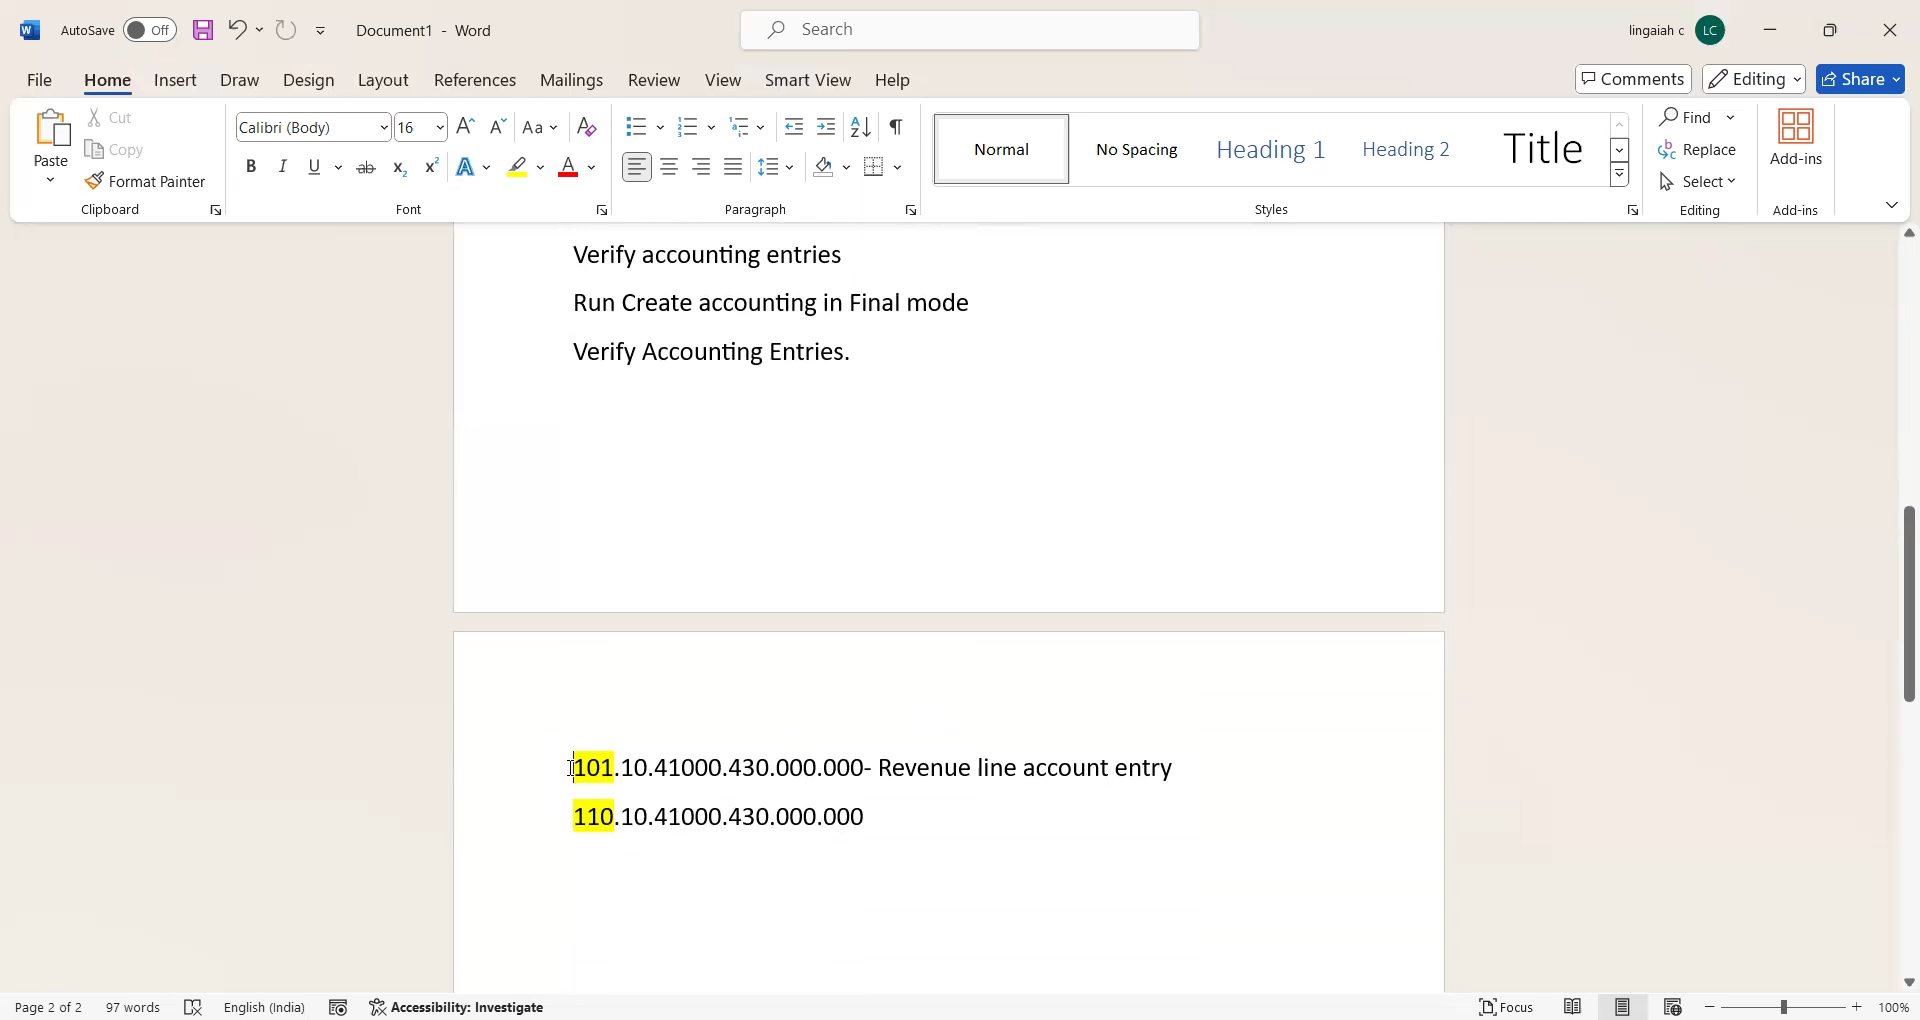 AutoSave Off Document1 - Word Search lingaiah c LC
File Home Insert Draw Design Layout References Mailings Review View Smart View Help Comments Editing Share
Paste Cut Copy Format Painter
Clipboard
Calibri (Body) 16 Aa
B I U ab x₂ x² A A
Font
Paragraph
Normal No Spacing Heading 1 Heading 2 Title
Styles
Find Replace Select
Editing
Add-ins
Add-ins
Verify accounting entries
Run Create accounting in Final mode
Verify Accounting Entries.
101.10.41000.430.000.000- Revenue line account entry
110.10.41000.430.000.000
Page 2 of 2 97 words English (India) Accessibility: Investigate Focus 100%